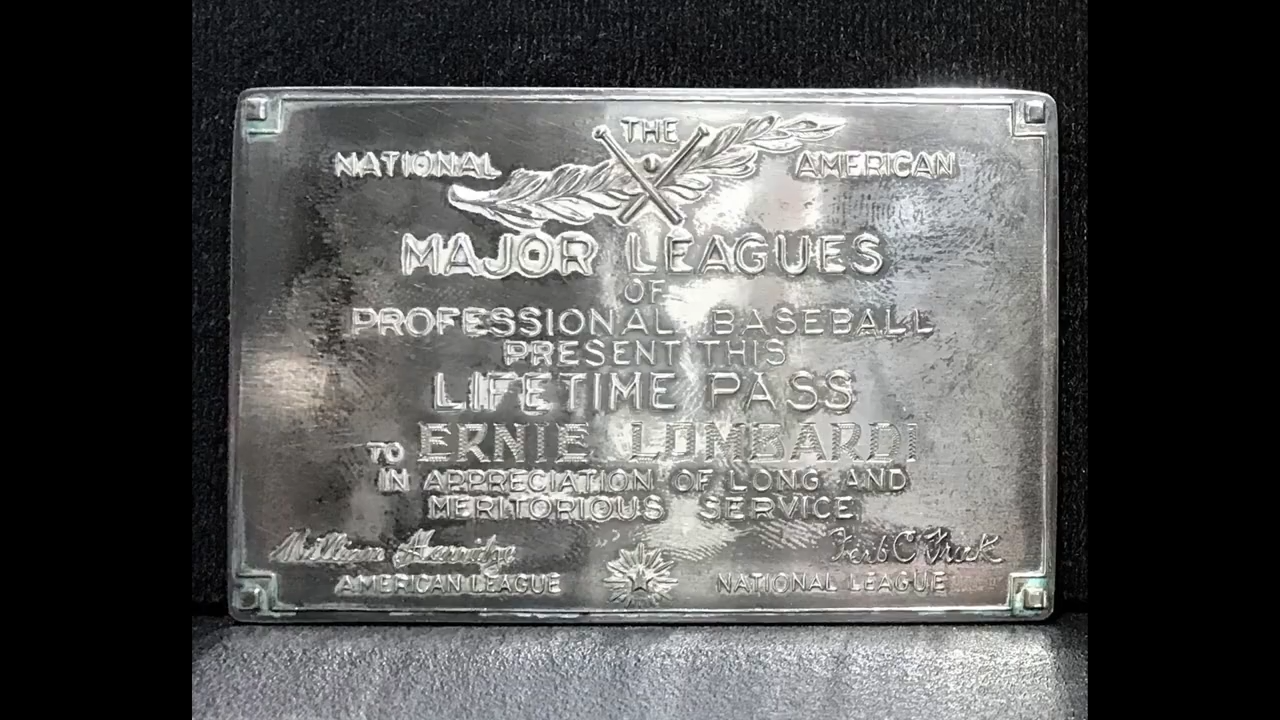 THE
NATIONAL AMERICAN
MAJOR LEAGUES
OF
PROFESSIONAL BASEBALL
PRESENT THIS
LIFETIME PASS
TO ERNIE LOMBARDI
IN APPRECIATION OF LONG AND
MERITORIOUS SERVICE
William Harridge Ford C Frick
AMERICAN LEAGUE NATIONAL LEAGUE